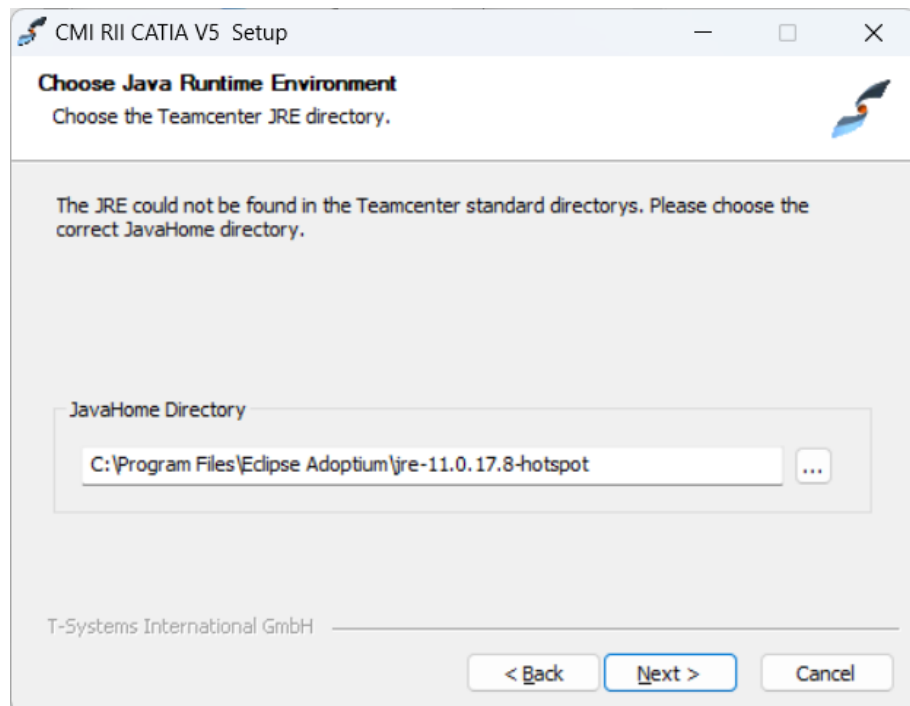 CMI RII CATIA V5  Setup
Choose Java Runtime Environment
Choose the Teamcenter JRE directory.
The JRE could not be found in the Teamcenter standard directorys. Please choose the
correct JavaHome directory.
JavaHome Directory
C:\Program Files\Eclipse Adoptium\jre-11.0.17.8-hotspot
...
T-Systems International GmbH
< Back
Next >
Cancel